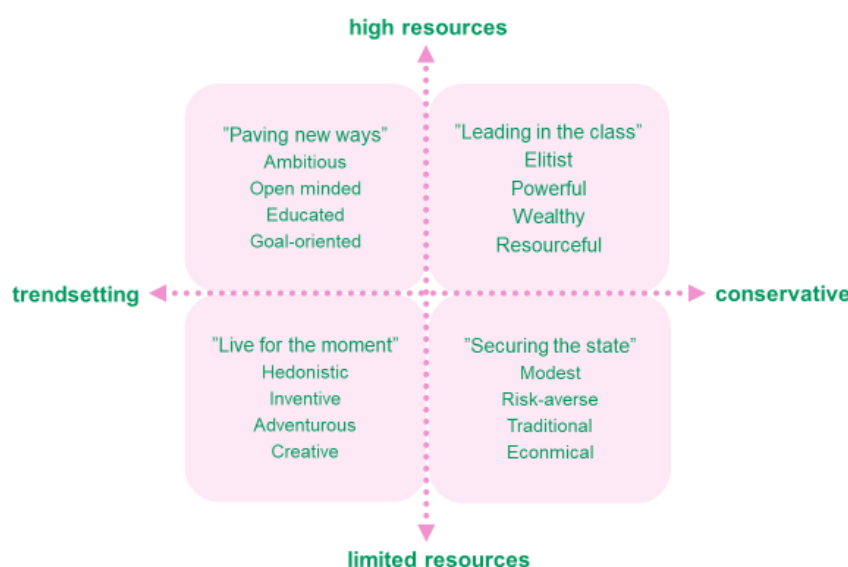 high resources
”Paving new ways”
Ambitious
Open minded
Educated
Goal-oriented
”Leading in the class”
Elitist
Powerful
Wealthy
Resourceful
trendsetting
conservative
”Live for the moment”
Hedonistic
Inventive
Adventurous
Creative
”Securing the state”
Modest
Risk-averse
Traditional
Econmical
limited resources